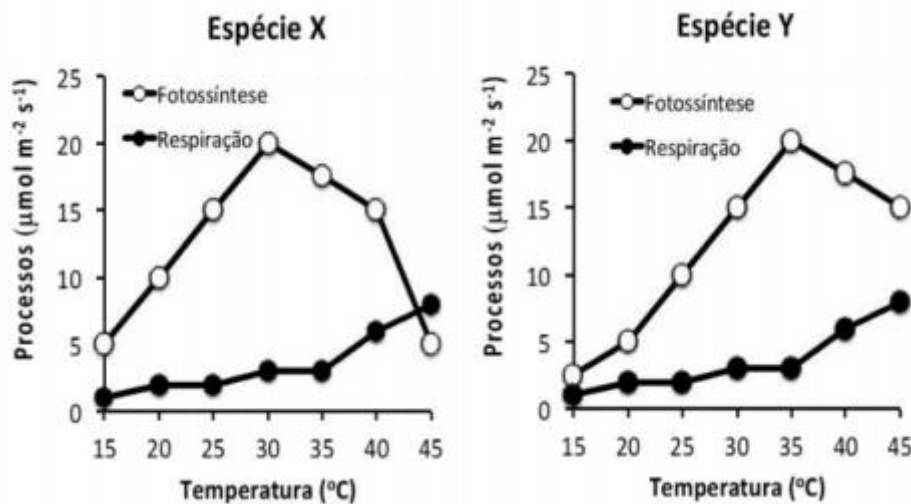 Espécie X
Processos (μmol m⁻² s⁻¹)
25
20
15
10
5
0
Fotossíntese
Respiração
15 20 25 30 35 40 45
Temperatura (°C)
Espécie Y
Processos (μmol m⁻² s⁻¹)
25
20
15
10
5
0
Fotossíntese
Respiração
15 20 25 30 35 40 45
Temperatura (°C)